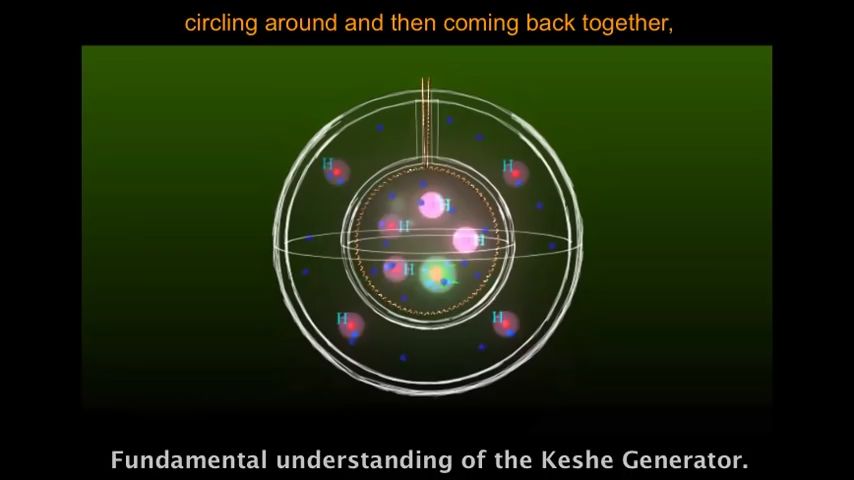 circling around and then coming back together,
H
H
H
H
H
H
H
H
Fundamental understanding of the Keshe Generator.